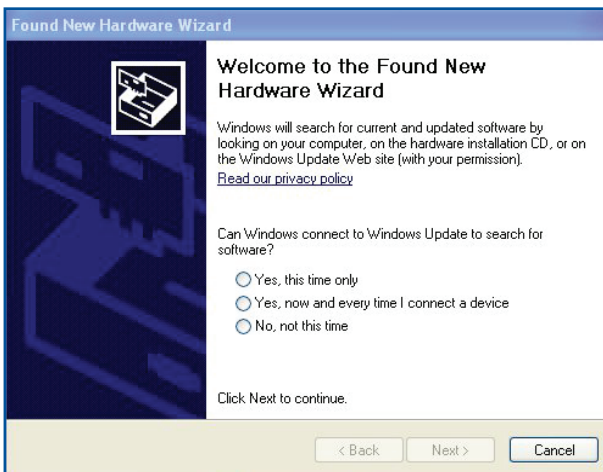 Found New Hardware Wizard
Welcome to the Found New
Hardware Wizard
Windows will search for current and updated software by
looking on your computer, on the hardware installation CD, or on
the Windows Update Web site (with your permission).
Read our privacy policy
Can Windows connect to Windows Update to search for
software?
Yes, this time only
Yes, now and every time I connect a device
No, not this time
Click Next to continue.
< Back
Next >
Cancel